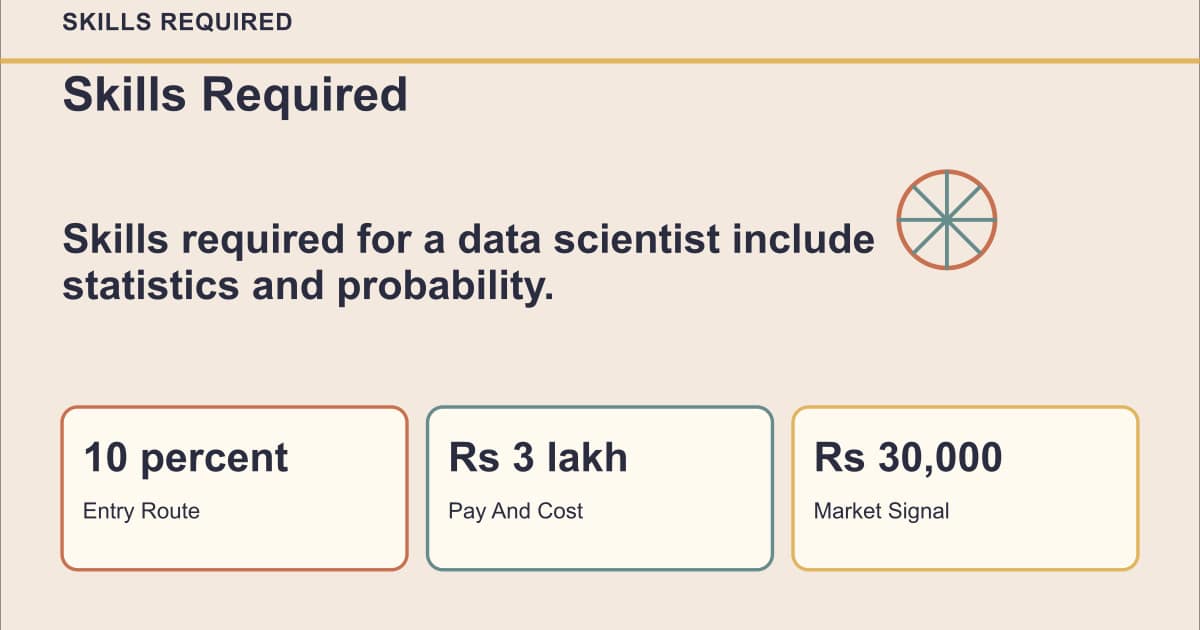 SKILLS REQUIRED
Skills Required
Skills required for a data scientist include
statistics and probability.
10 percent
Entry Route
Rs 3 lakh
Pay And Cost
Rs 30,000
Market Signal